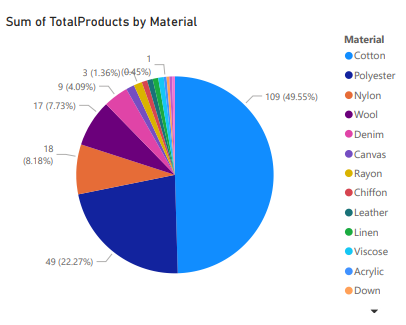 Sum of TotalProducts by Material
Material
Cotton
Polyester
Nylon
Wool
Denim
Canvas
Rayon
Chiffon
Leather
Linen
Viscose
Acrylic
Down
1
(0.45%)
3 (1.36%)
9 (4.09%)
17 (7.73%)
18
(8.18%)
49 (22.27%)
109 (49.55%)